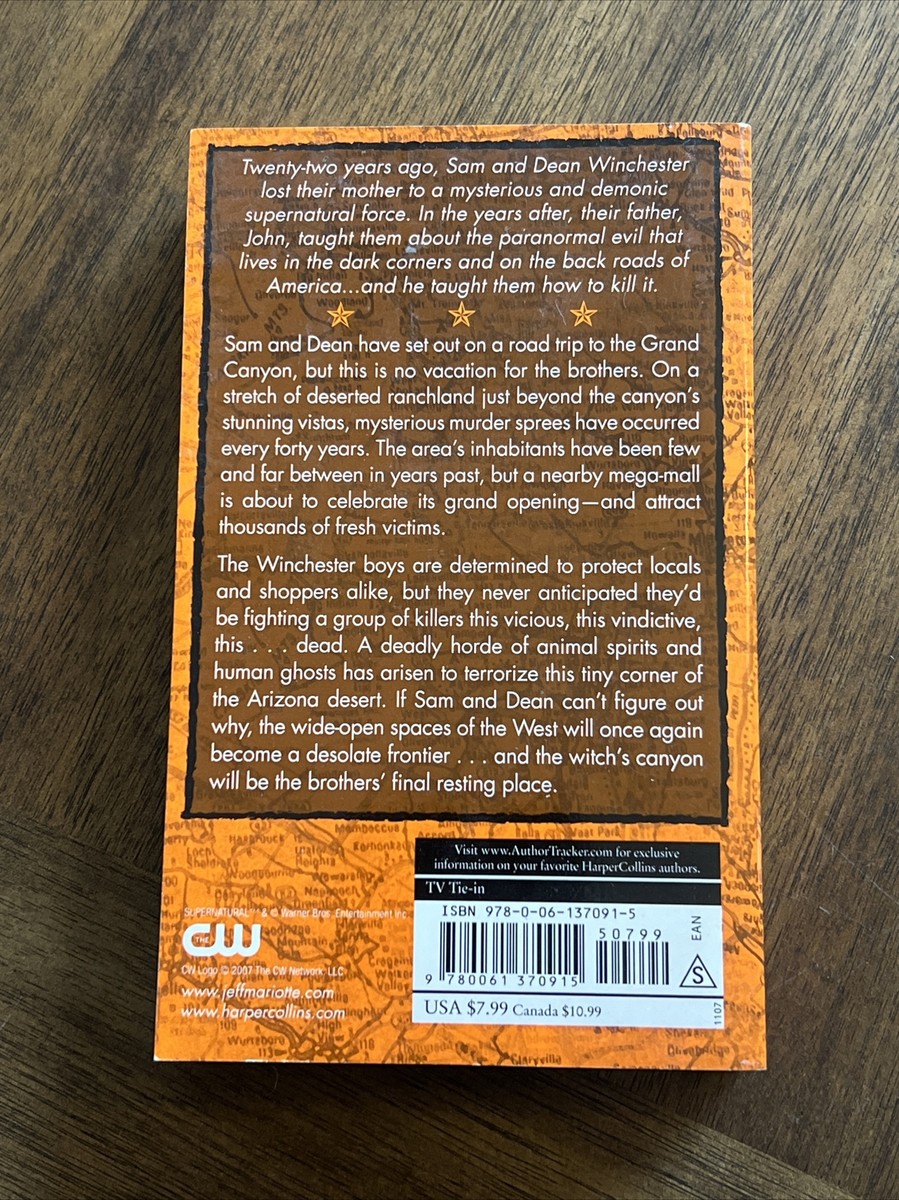 Twenty-two years ago, Sam and Dean Winchester
lost their mother to a mysterious and demonic
supernatural force. In the years after, their father,
John, taught them about the paranormal evil that
lives in the dark corners and on the back roads of
America...and he taught them how to kill it.
Sam and Dean have set out on a road trip to the Grand
Canyon, but this is no vacation for the brothers. On a
stretch of deserted ranchland just beyond the canyon's
stunning vistas, mysterious murder sprees have occurred
every forty years. The area's inhabitants have been few
and far between in years past, but a nearby mega-mall
is about to celebrate its grand opening—and attract
thousands of fresh victims.
The Winchester boys are determined to protect locals
and shoppers alike, but they never anticipated they'd
be fighting a group of killers this vicious, this vindictive,
this . . . dead. A deadly horde of animal spirits and
human ghosts has arisen to terrorize this tiny corner of
the Arizona desert. If Sam and Dean can't figure out
why, the wide-open spaces of the West will once again
become a desolate frontier . . . and the witch's canyon
will be the brothers' final resting place.
Visit www.AuthorTracker.com for exclusive
information on your favorite HarperCollins authors.
TV Tie-in
ISBN 978-0-06-137091-5
50799
EAN
S
9 780061 370915
USA $7.99 Canada $10.99
1107
SUPERNATURAL™ & © Warner Bros. Entertainment Inc.
THE CW
CW Logo © 2007 The CW Network, LLC
www.jeffmariotte.com
www.harpercollins.com